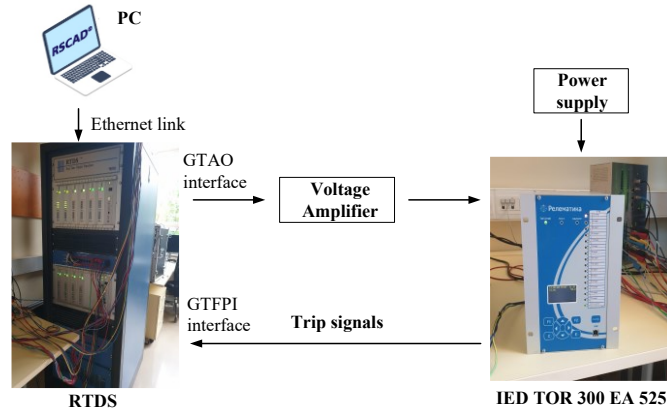 PC
RSCAD®
Power
supply
Ethernet link
RTDS
GTAO
interface
Voltage
Amplifier
Релематика
GTFPI
interface
Trip signals
RTDS
IED TOR 300 EA 525